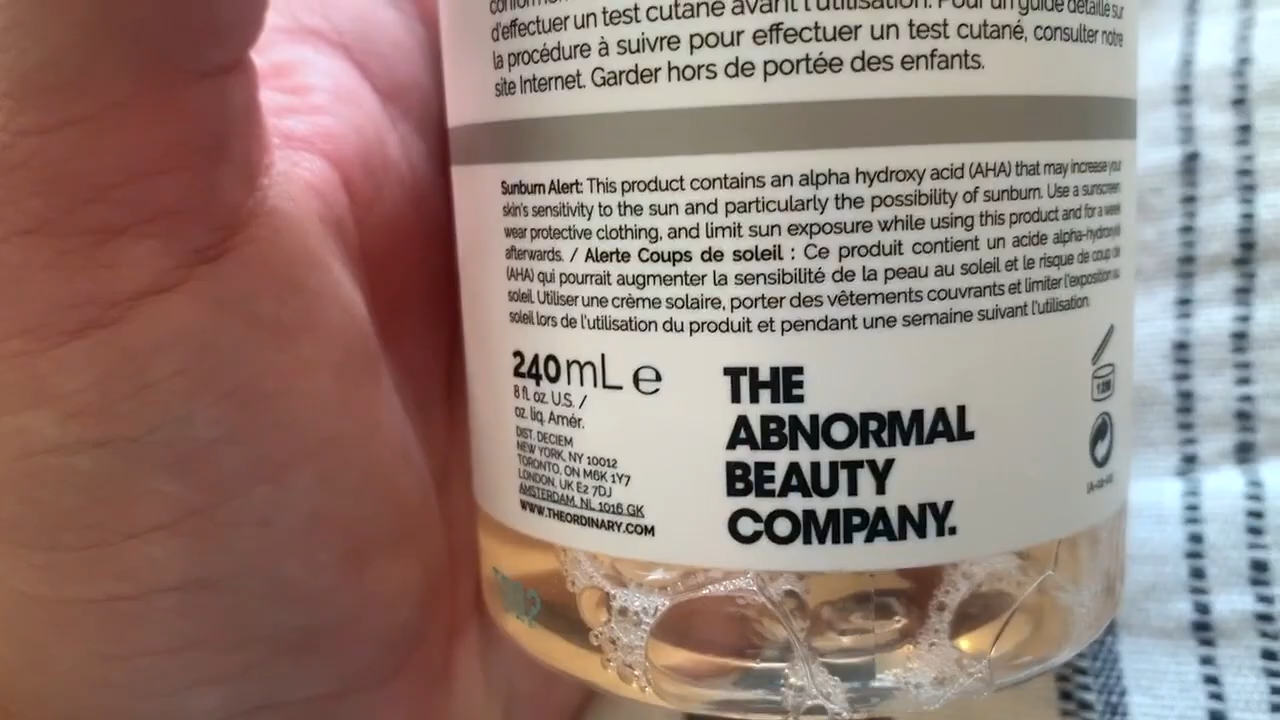 d'effectuer un test cutané avant l'utilisation. Pour un guide détaillé sur
la procédure à suivre pour effectuer un test cutané, consulter notre
site Internet. Garder hors de portée des enfants.
Sunburn Alert: This product contains an alpha hydroxy acid (AHA) that may increase your
skin's sensitivity to the sun and particularly the possibility of sunburn. Use a sunscreen
wear protective clothing, and limit sun exposure while using this product and for a week
afterwards. / Alerte Coups de soleil : Ce produit contient un acide alpha-hydroxylé
(AHA) qui pourrait augmenter la sensibilité de la peau au soleil et le risque de coup de
soleil. Utiliser une crème solaire, porter des vêtements couvrants et limiter l'exposition au
soleil lors de l'utilisation du produit et pendant une semaine suivant l'utilisation.
240 mL e
8 fl. oz. U.S. /
oz. liq. Amér.
DIST. DECIEM
NEW YORK, NY 10012
TORONTO, ON M6K 1Y7
LONDON, UK E2 7DJ
AMSTERDAM, NL 1016 GK
WWW.THEORDINARY.COM
THE
ABNORMAL
BEAUTY
COMPANY.